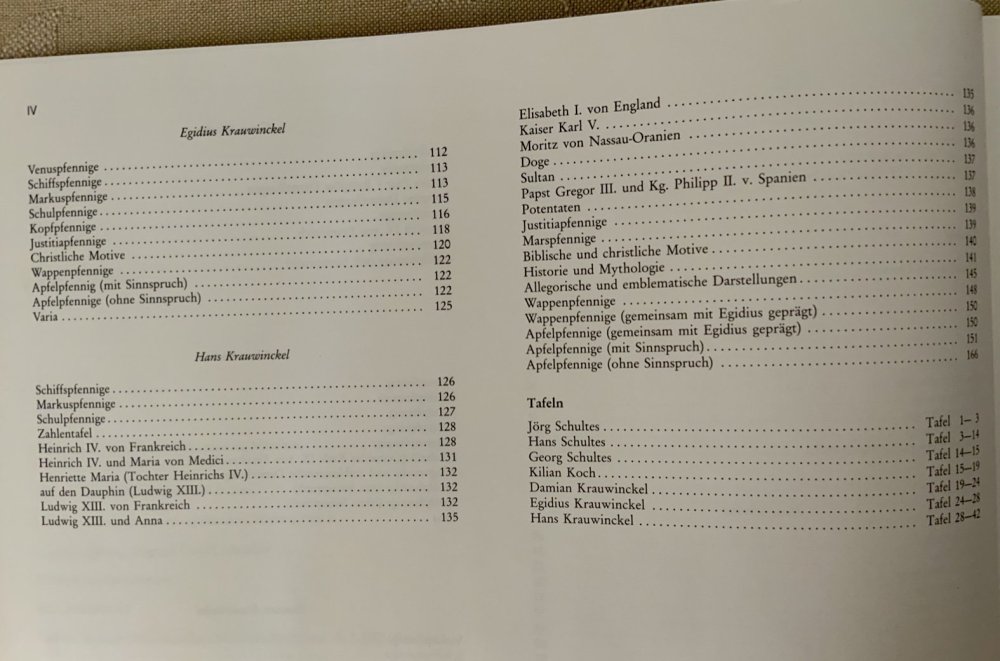 IV
Egidius Krauwinckel
Venuspfennige ........ 112
Schiffspfennige ........ 113
Markuspfennige ........ 113
Schulpfennige ........ 115
Kopfpfennige ........ 116
Justitiapfennige ........ 118
Christliche Motive ........ 120
Wappenpfennige ........ 122
Apfelpfennig (mit Sinnspruch) ........ 122
Apfelpfennige (ohne Sinnspruch) ........ 122
Varia ........ 125
Hans Krauwinckel
Schiffspfennige ........ 126
Markuspfennige ........ 126
Schulpfennige ........ 127
Zahlentafel ........ 128
Heinrich IV. von Frankreich ........ 128
Heinrich IV. und Maria von Medici ........ 131
Henriette Maria (Tochter Heinrichs IV.) ........ 132
auf den Dauphin (Ludwig XIII.) ........ 132
Ludwig XIII. von Frankreich ........ 132
Ludwig XIII. und Anna ........ 135
Elisabeth I. von England ........ 135
Kaiser Karl V. ........ 136
Moritz von Nassau-Oranien ........ 136
Doge ........ 136
Sultan ........ 137
Papst Gregor III. und Kg. Philipp II. v. Spanien ........ 137
Potentaten ........ 138
Justitiapfennige ........ 139
Marspfennige ........ 139
Biblische und christliche Motive ........ 140
Historie und Mythologie ........ 141
Allegorische und emblematische Darstellungen ........ 145
Wappenpfennige ........ 148
Wappenpfennige (gemeinsam mit Egidius geprägt) ........ 150
Apfelpfennige (gemeinsam mit Egidius geprägt) ........ 150
Apfelpfennige (mit Sinnspruch) ........ 151
Apfelpfennige (ohne Sinnspruch) ........ 166
Tafeln
Jörg Schultes ........ Tafel 1–3
Hans Schultes ........ Tafel 3–14
Georg Schultes ........ Tafel 14–15
Kilian Koch ........ Tafel 15–19
Damian Krauwinckel ........ Tafel 19–24
Egidius Krauwinckel ........ Tafel 24–28
Hans Krauwinckel ........ Tafel 28–42